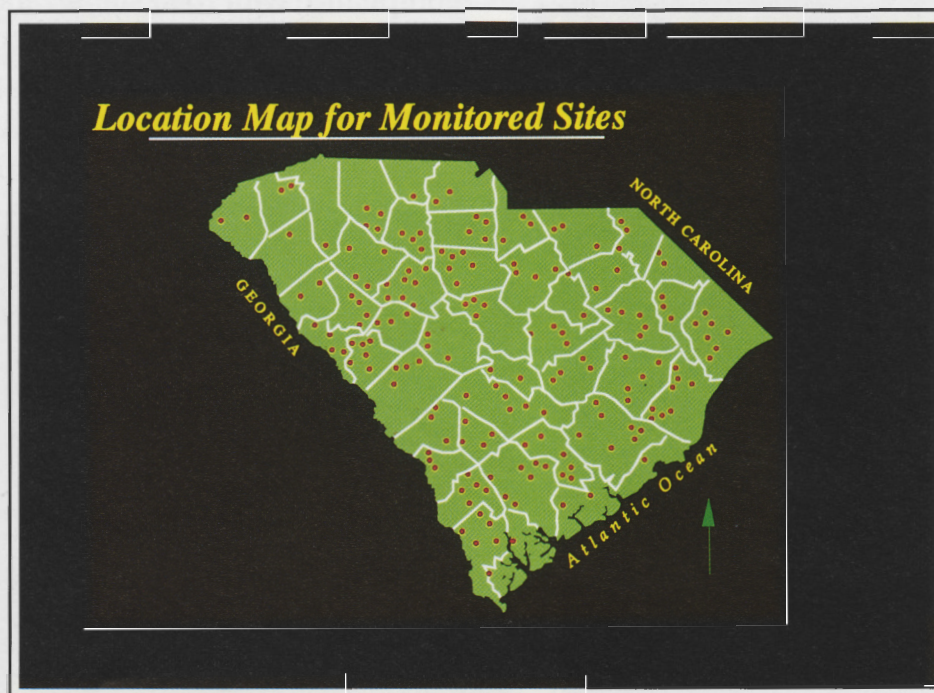 Location Map for Monitored Sites
NORTH CAROLINA
GEORGIA
Atlantic Ocean